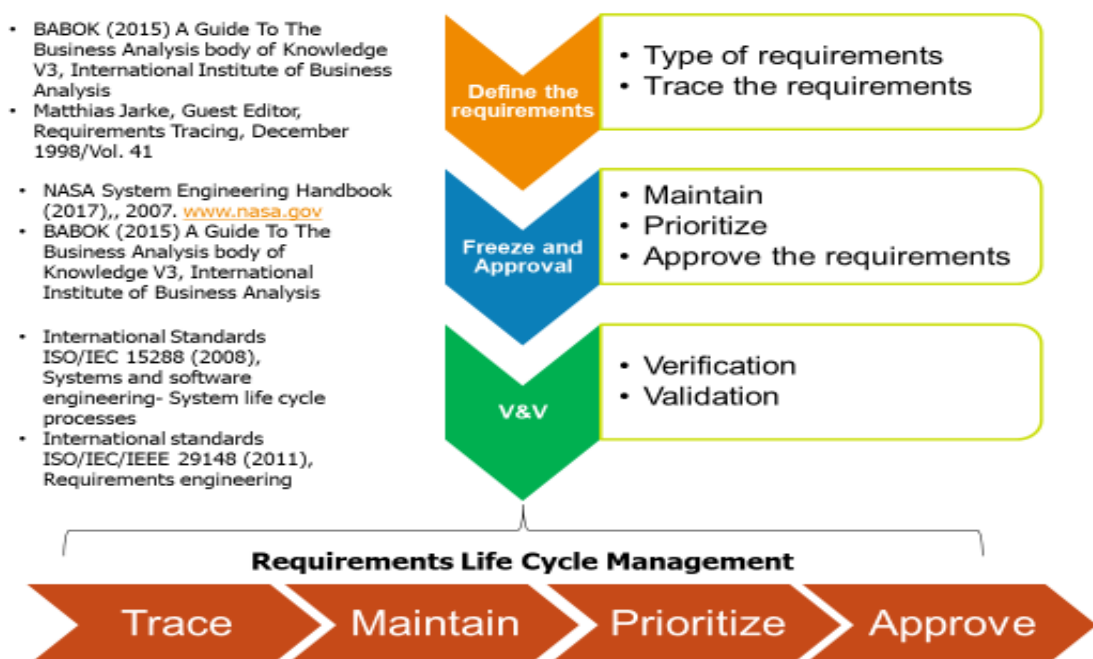 • BABOK (2015) A Guide To The
Business Analysis body of Knowledge
V3, International Institute of Business
Analysis
• Matthias Jarke, Guest Editor,
Requirements Tracing, December
1998/Vol. 41
• NASA System Engineering Handbook
(2017),, 2007. www.nasa.gov
• BABOK (2015) A Guide To The
Business Analysis body of
Knowledge V3, International
Institute of Business Analysis
• International Standards
ISO/IEC 15288 (2008),
Systems and software
engineering- System life cycle
processes
• International standards
ISO/IEC/IEEE 29148 (2011),
Requirements engineering
Define the
requirements
• Type of requirements
• Trace the requirements
Freeze and
Approval
• Maintain
• Prioritize
• Approve the requirements
V&V
• Verification
• Validation
Requirements Life Cycle Management
Trace
Maintain
Prioritize
Approve